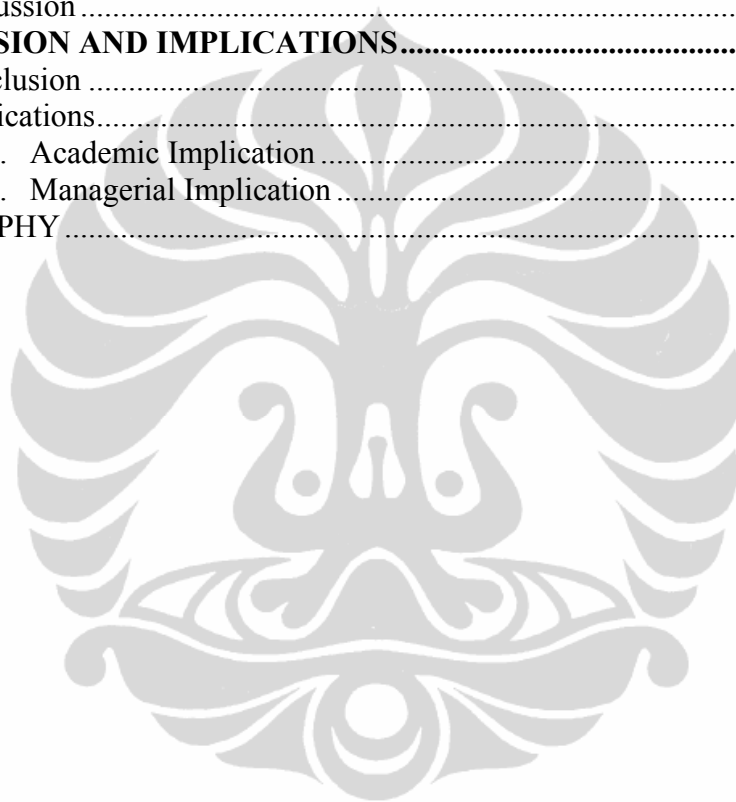 ussion ....................................................................................
SION AND IMPLICATIONS ...........................................
clusion ...................................................................................
ications ..................................................................................
. Academic Implication .....................................................
. Managerial Implication ...................................................
PHY ......................................................................................